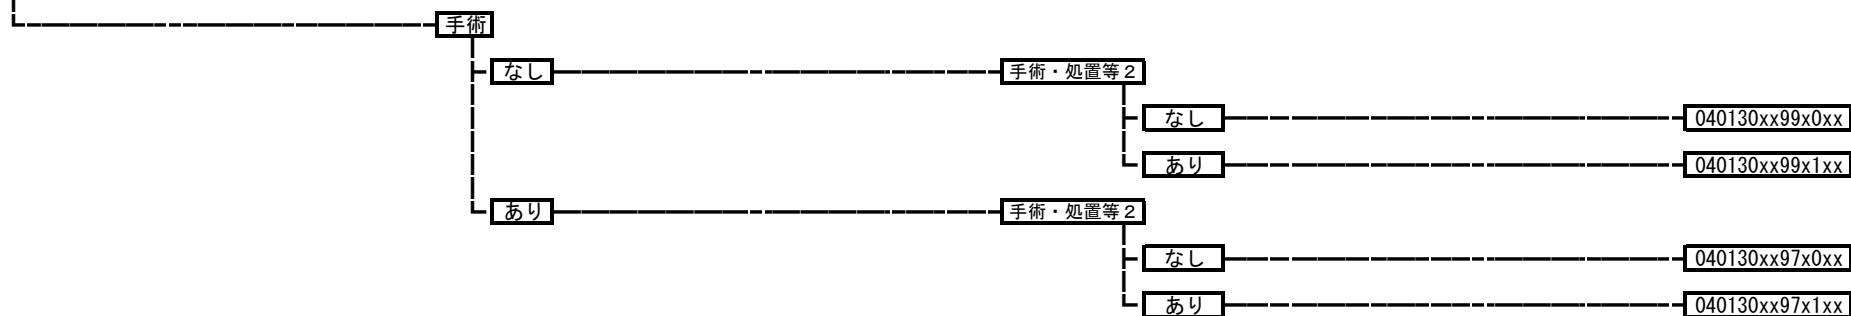 手術
なし 手術・処置等2
なし 040130xx99x0xx
あり 040130xx99x1xx
あり 手術・処置等2
なし 040130xx97x0xx
あり 040130xx97x1xx